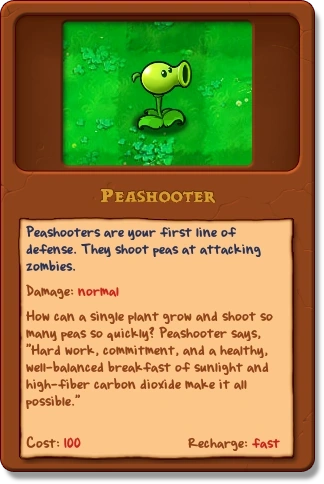 PEASHOOTER
Peashooters are your first line of
defense. They shoot peas at attacking
zombies.
Damage: normal
How can a single plant grow and shoot so
many peas so quickly? Peashooter says,
"Hard work, commitment, and a healthy,
well-balanced breakfast of sunlight and
high-fiber carbon dioxide make it all
possible."
Cost: 100 Recharge: fast